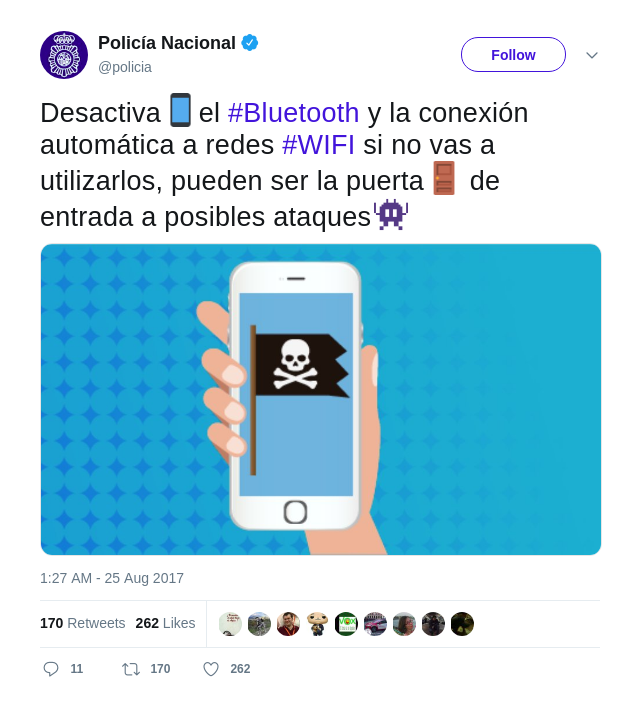 Policía Nacional
@policia
Follow
Desactiva 📱 el #Bluetooth y la conexión
automática a redes #WIFI si no vas a
utilizarlos, pueden ser la puerta 🚪 de
entrada a posibles ataques👾
1:27 AM - 25 Aug 2017
170 Retweets 262 Likes
11 170 262